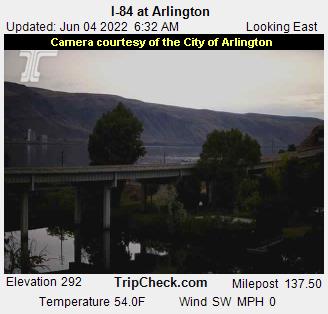 I-84 at Arlington
Updated: Jun 04 2022 6:32 AM Looking East
Camera courtesy of the City of Arlington
Elevation 292 TripCheck.com Milepost 137.50
Temperature 54.0F Wind SW MPH 0